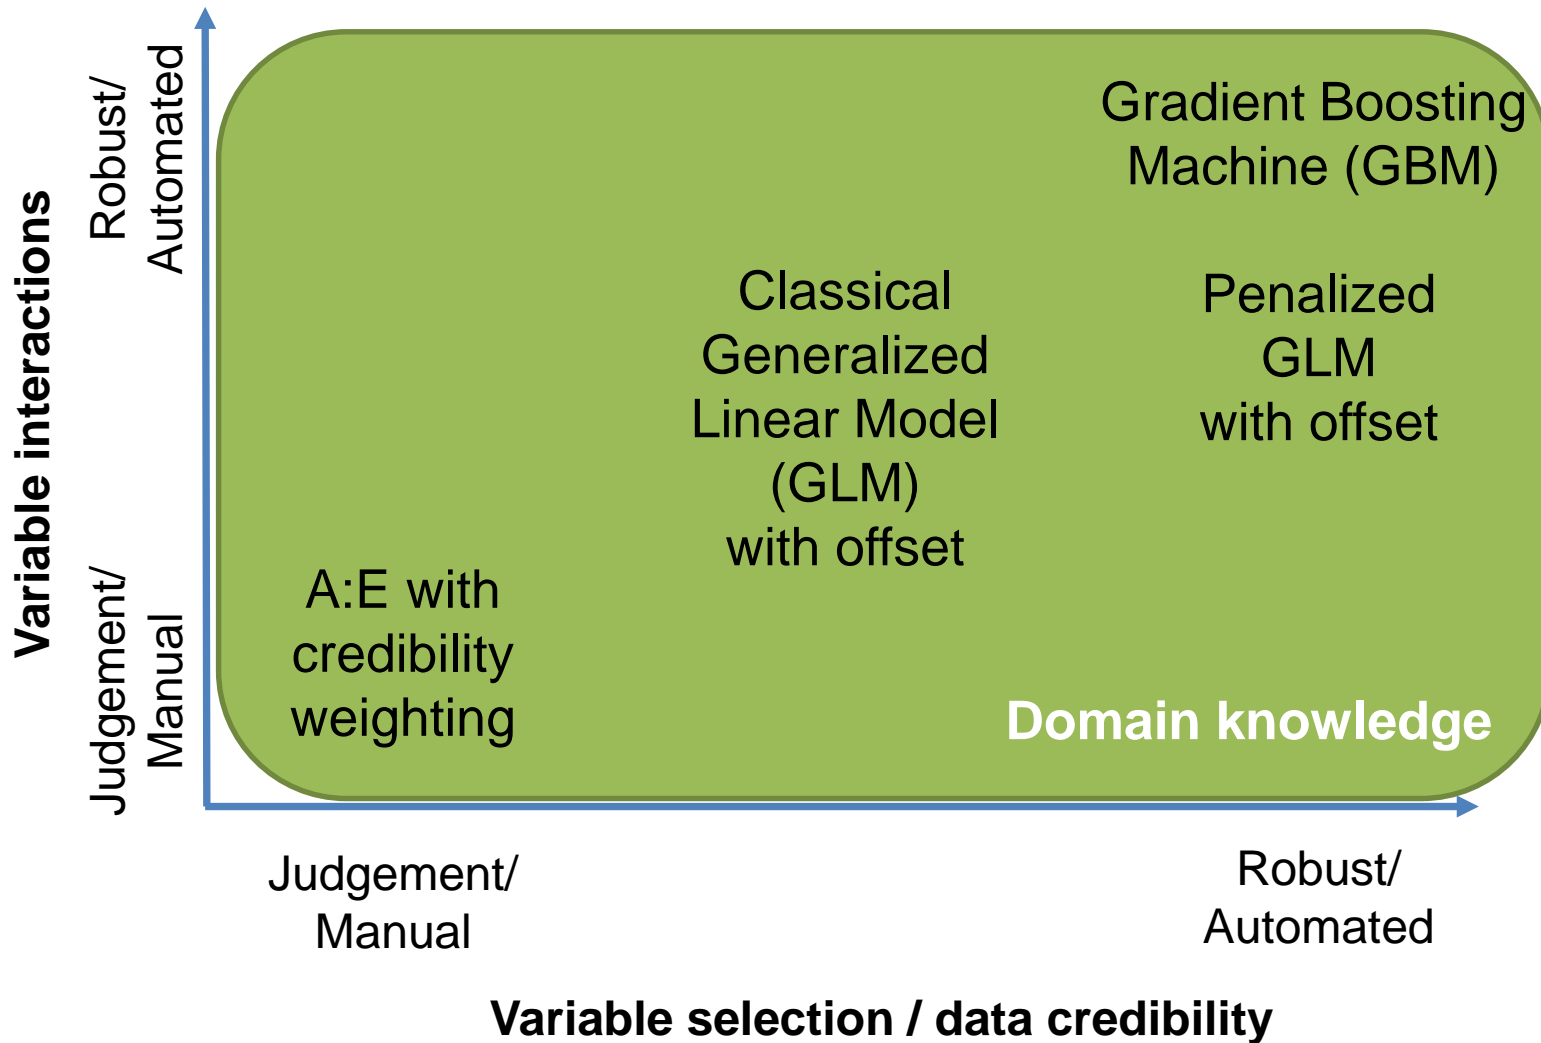 Variable interactions
Robust/
Automated
Judgement/
Manual
Gradient Boosting
Machine (GBM)
Classical
Generalized
Linear Model
(GLM)
with offset
Penalized
GLM
with offset
A:E with
credibility
weighting
Domain knowledge
Judgement/
Manual
Robust/
Automated
Variable selection / data credibility